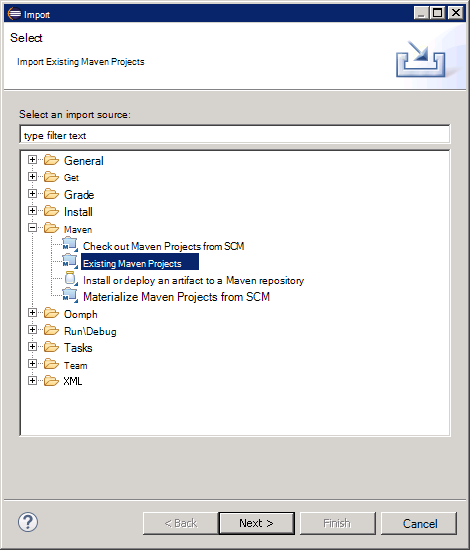 Import
Select
Import Existing Maven Projects
Select an import source:
type filter text
General
Get
Grade
Install
Maven
Check out Maven Projects from SCM
Existing Maven Projects
Install or deploy an artifact to a Maven repository
Materialize Maven Projects from SCM
Oomph
Run\Debug
Tasks
Team
XML
?
< Back Next > Finish Cancel